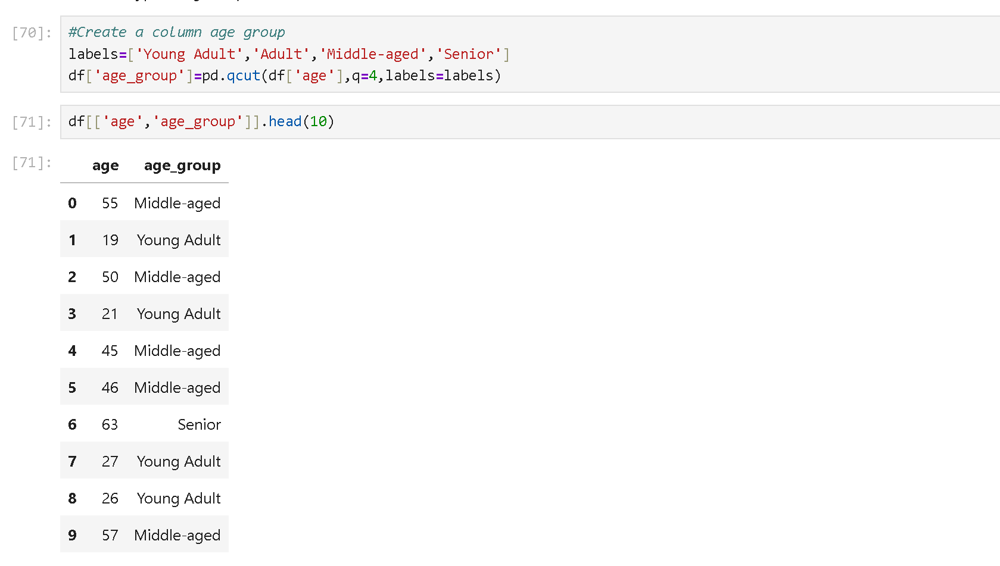 [70]: #Create a column age group
labels=['Young Adult','Adult','Middle-aged','Senior']
df['age_group']=pd.qcut(df['age'],q=4,labels=labels)
[71]: df[['age','age_group']].head(10)
[71]: age age_group
0 55 Middle-aged
1 19 Young Adult
2 50 Middle-aged
3 21 Young Adult
4 45 Middle-aged
5 46 Middle-aged
6 63 Senior
7 27 Young Adult
8 26 Young Adult
9 57 Middle-aged